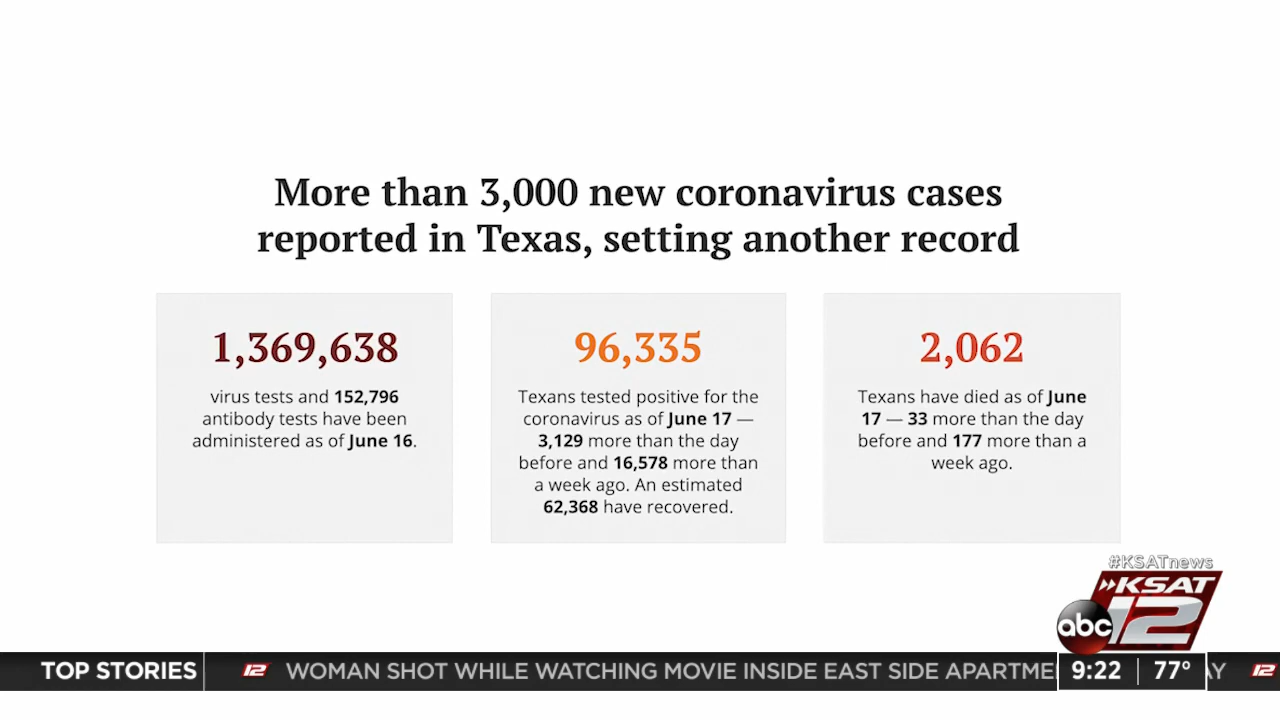 More than 3,000 new coronavirus cases
reported in Texas, setting another record
1,369,638
virus tests and 152,796
antibody tests have been
administered as of June 16.
96,335
Texans tested positive for the
coronavirus as of June 17 —
3,129 more than the day
before and 16,578 more than
a week ago. An estimated
62,368 have recovered.
2,062
Texans have died as of June
17 — 33 more than the day
before and 177 more than a
week ago.
#KSATnews
KSAT
abc 12
TOP STORIES
12 WOMAN SHOT WHILE WATCHING MOVIE INSIDE EAST SIDE
9:22 77°
12